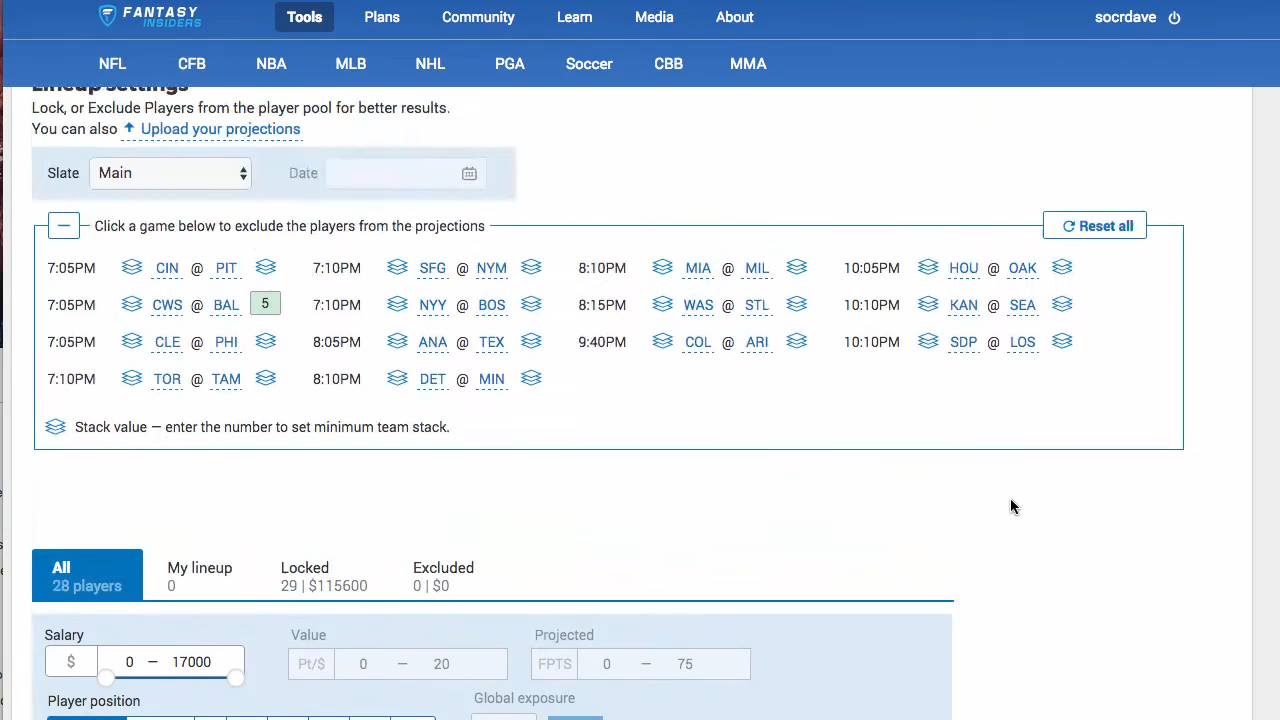 FANTASY INSIDERS Tools Plans Community Learn Media About socrdave
NFL CFB NBA MLB NHL PGA Soccer CBB MMA
Lineup settings
Lock, or Exclude Players from the player pool for better results.
You can also Upload your projections
Slate Main Date
— Click a game below to exclude the players from the projections Reset all
7:05PM CIN @ PIT 7:10PM SFG @ NYM 8:10PM MIA @ MIL 10:05PM HOU @ OAK
7:05PM CWS @ BAL 5 7:10PM NYY @ BOS 8:15PM WAS @ STL 10:10PM KAN @ SEA
7:05PM CLE @ PHI 8:05PM ANA @ TEX 9:40PM COL @ ARI 10:10PM SDP @ LOS
7:10PM TOR @ TAM 8:10PM DET @ MIN
Stack value — enter the number to set minimum team stack.
All My lineup Locked Excluded
28 players 0 29 | $115600 0 | $0
Salary Value Projected
$ 0 — 17000 Pt/$ 0 — 20 FPTS 0 — 75
Player position Global exposure